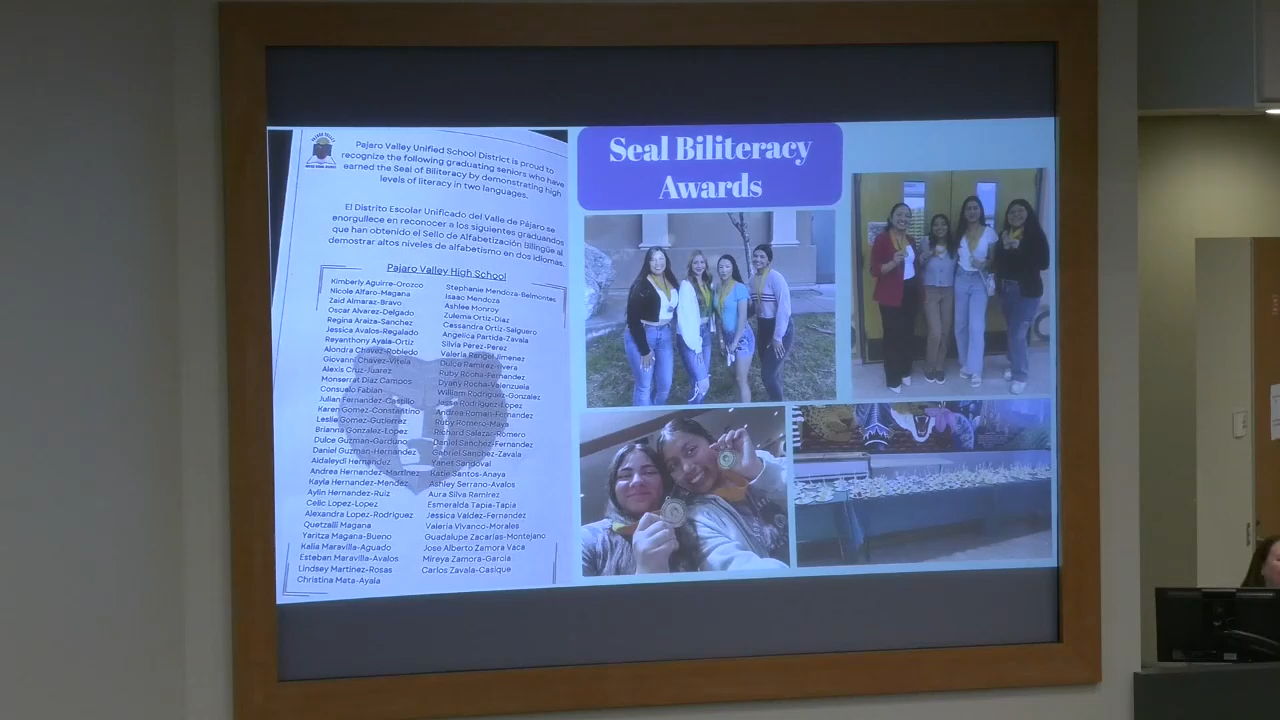 Pajaro Valley Unified School District is proud to
recognize the following graduating seniors who have
earned the Seal of Biliteracy by demonstrating high
levels of literacy in two languages.
El Distrito Escolar Unificado del Valle de Pájaro se
enorgullece en reconocer a los siguientes graduandos
que han obtenido el Sello de Alfabetización Bilingüe al
demostrar altos niveles de alfabetismo en dos idiomas.
Pajaro Valley High School
Kimberly Aguirre-Orozco
Nicole Alfaro-Magana
Zaid Almaraz-Bravo
Oscar Alvarez-Delgado
Regina Araiza-Sanchez
Jessica Avalos-Regalado
Reyanthony Ayala-Ortiz
Alondra Chavez-Robledo
Giovanni Chavez-Vitela
Alexis Cruz-Juarez
Monserrat Diaz Campos
Consuelo Fabian
Julian Fernandez-Castillo
Karen Gomez-Constantino
Leslie Gomez-Gutierrez
Brianna Gonzalez-Lopez
Dulce Guzman-Garduno
Daniel Guzman-Hernandez
Aldaleydi Hernandez
Andrea Hernandez-Martinez
Kayla Hernandez-Mendez
Aylin Hernandez-Ruiz
Celic Lopez-Lopez
Alexandra Lopez-Rodriguez
Quetzalli Magana
Yaritza Magana-Bueno
Kalia Maravilla-Aguado
Esteban Maravilla-Avalos
Lindsey Martinez-Rosas
Christina Mata-Ayala
Stephanie Mendoza-Belmontes
Isaac Mendoza
Ashlee Monroy
Zulema Ortiz-Diaz
Cassandra Ortiz-Salguero
Angelica Partida-Zavala
Silvia Perez-Perez
Valeria Rangel Jimenez
Dulce Ramirez-rivera
Ruby Rocha-Fernandez
Dyany Rocha-Valenzuela
William Rodriguez-Gonzalez
Jesse Rodriguez-Lopez
Andrea Roman-Fernandez
Ruby Romero-Maya
Richard Salazar-Romero
Daniel Sanchez-Fernandez
Gabriel Sanchez-Zavala
Yanet Sandoval
Katie Santos-Anaya
Ashley Serrano-Avalos
Aura Silva Ramirez
Esmeralda Tapia-Tapia
Jessica Valdez-Fernandez
Valeria Vivanco-Morales
Guadalupe Zacarias-Montejano
Jose Alberto Zamora Vaca
Mireya Zamora-Garcia
Carlos Zavala-Casique
Seal Biliteracy
Awards